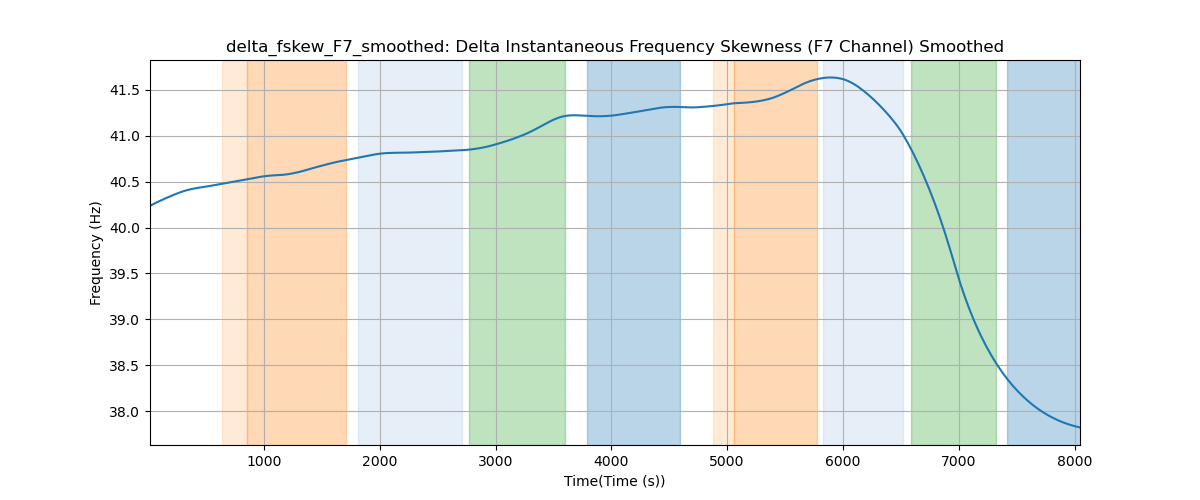 delta_fskew_F7_smoothed: Delta Instantaneous Frequency Skewness (F7 Channel) Smoothed
41.5
41.0
40.5
40.0
39.5
39.0
38.5
38.0
Frequency (Hz)
1000 2000 3000 4000 5000 6000 7000 8000
Time(Time (s))